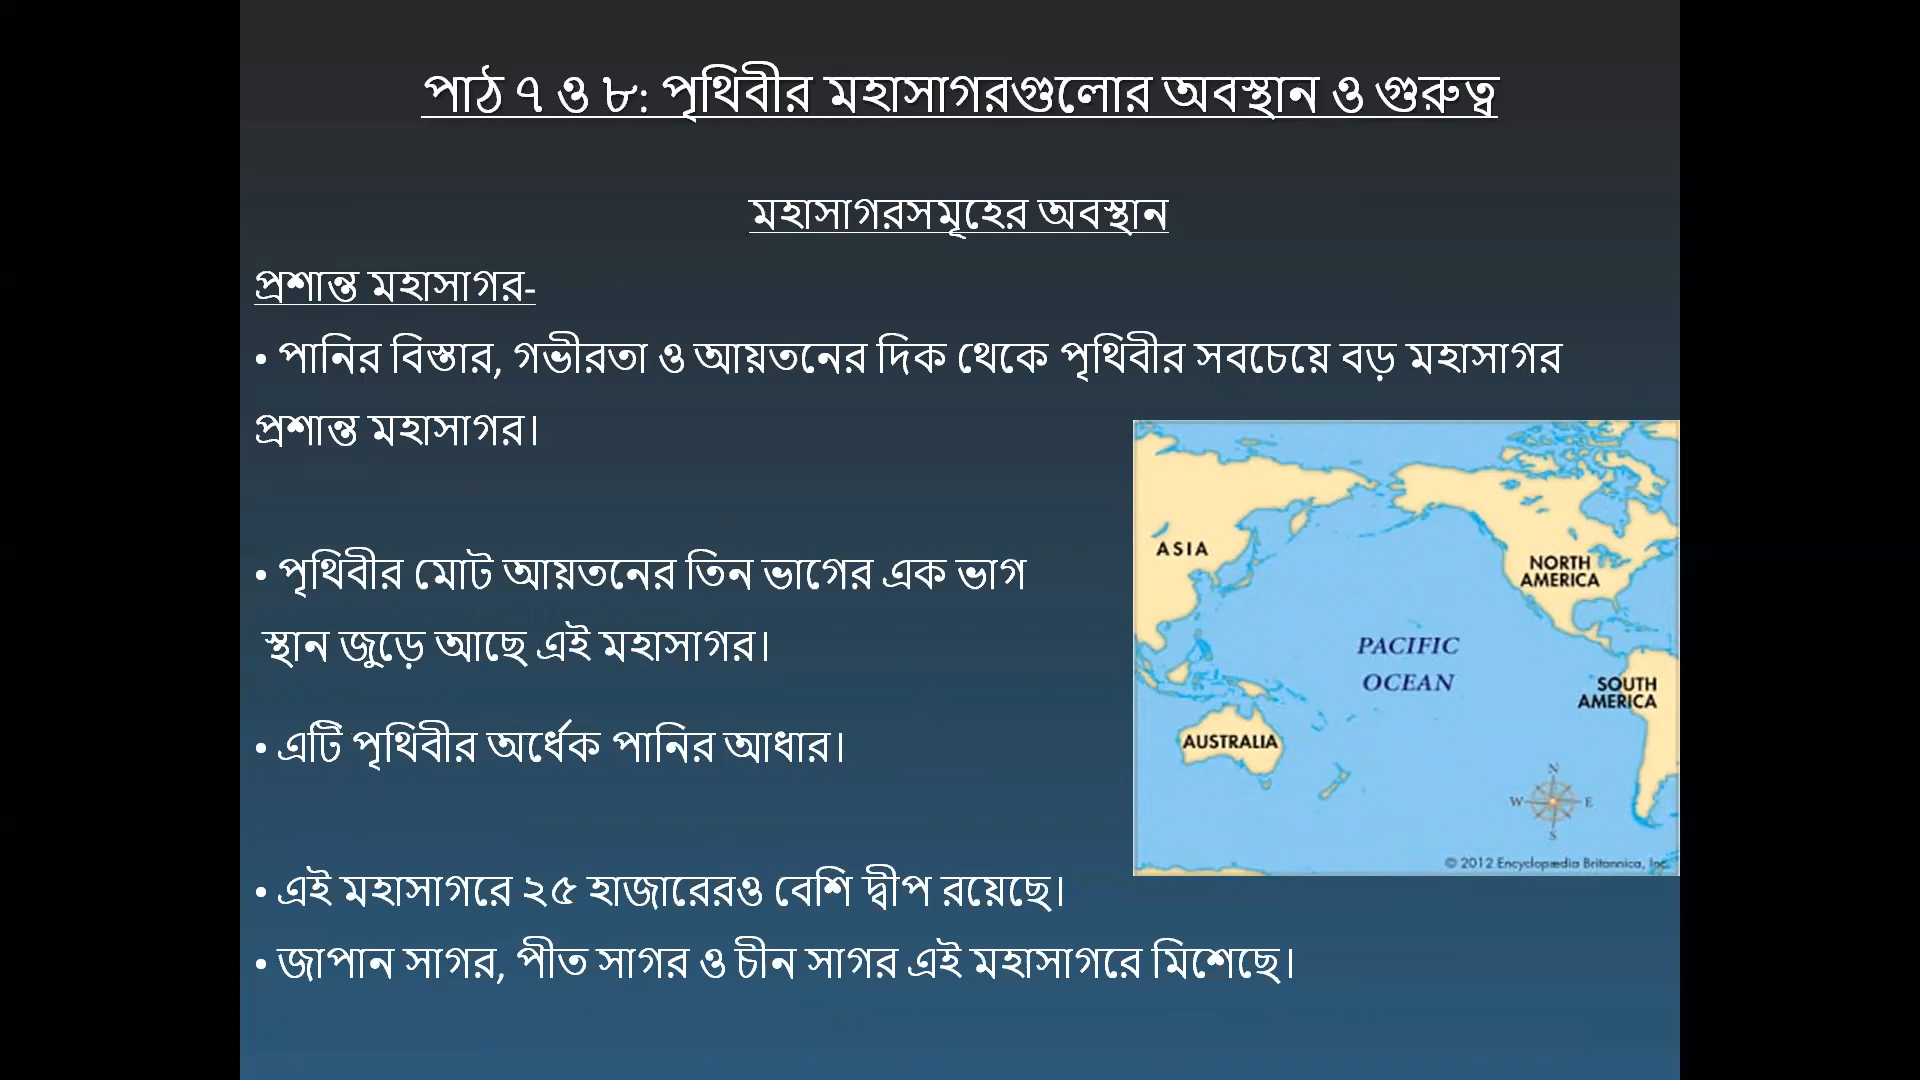 পাঠ ৭ ও ৮: পৃথিবীর মহাসাগরগুলোর অবস্থান ও গুরুত্ব
মহাসাগরসমূহের অবস্থান
প্রশান্ত মহাসাগর-
• পানির বিস্তার, গভীরতা ও আয়তনের দিক থেকে পৃথিবীর সবচেয়ে বড় মহাসাগর
প্রশান্ত মহাসাগর।
• পৃথিবীর মোট আয়তনের তিন ভাগের এক ভাগ
স্থান জুড়ে আছে এই মহাসাগর।
• এটি পৃথিবীর অর্ধেক পানির আধার।
• এই মহাসাগরে ২৫ হাজারেরও বেশি দ্বীপ রয়েছে।
• জাপান সাগর, পীত সাগর ও চীন সাগর এই মহাসাগরে মিশেছে।
ASIA
NORTH
AMERICA
PACIFIC
OCEAN
SOUTH
AMERICA
AUSTRALIA
N
W E
S
© 2012 Encyclopædia Britannica, Inc.